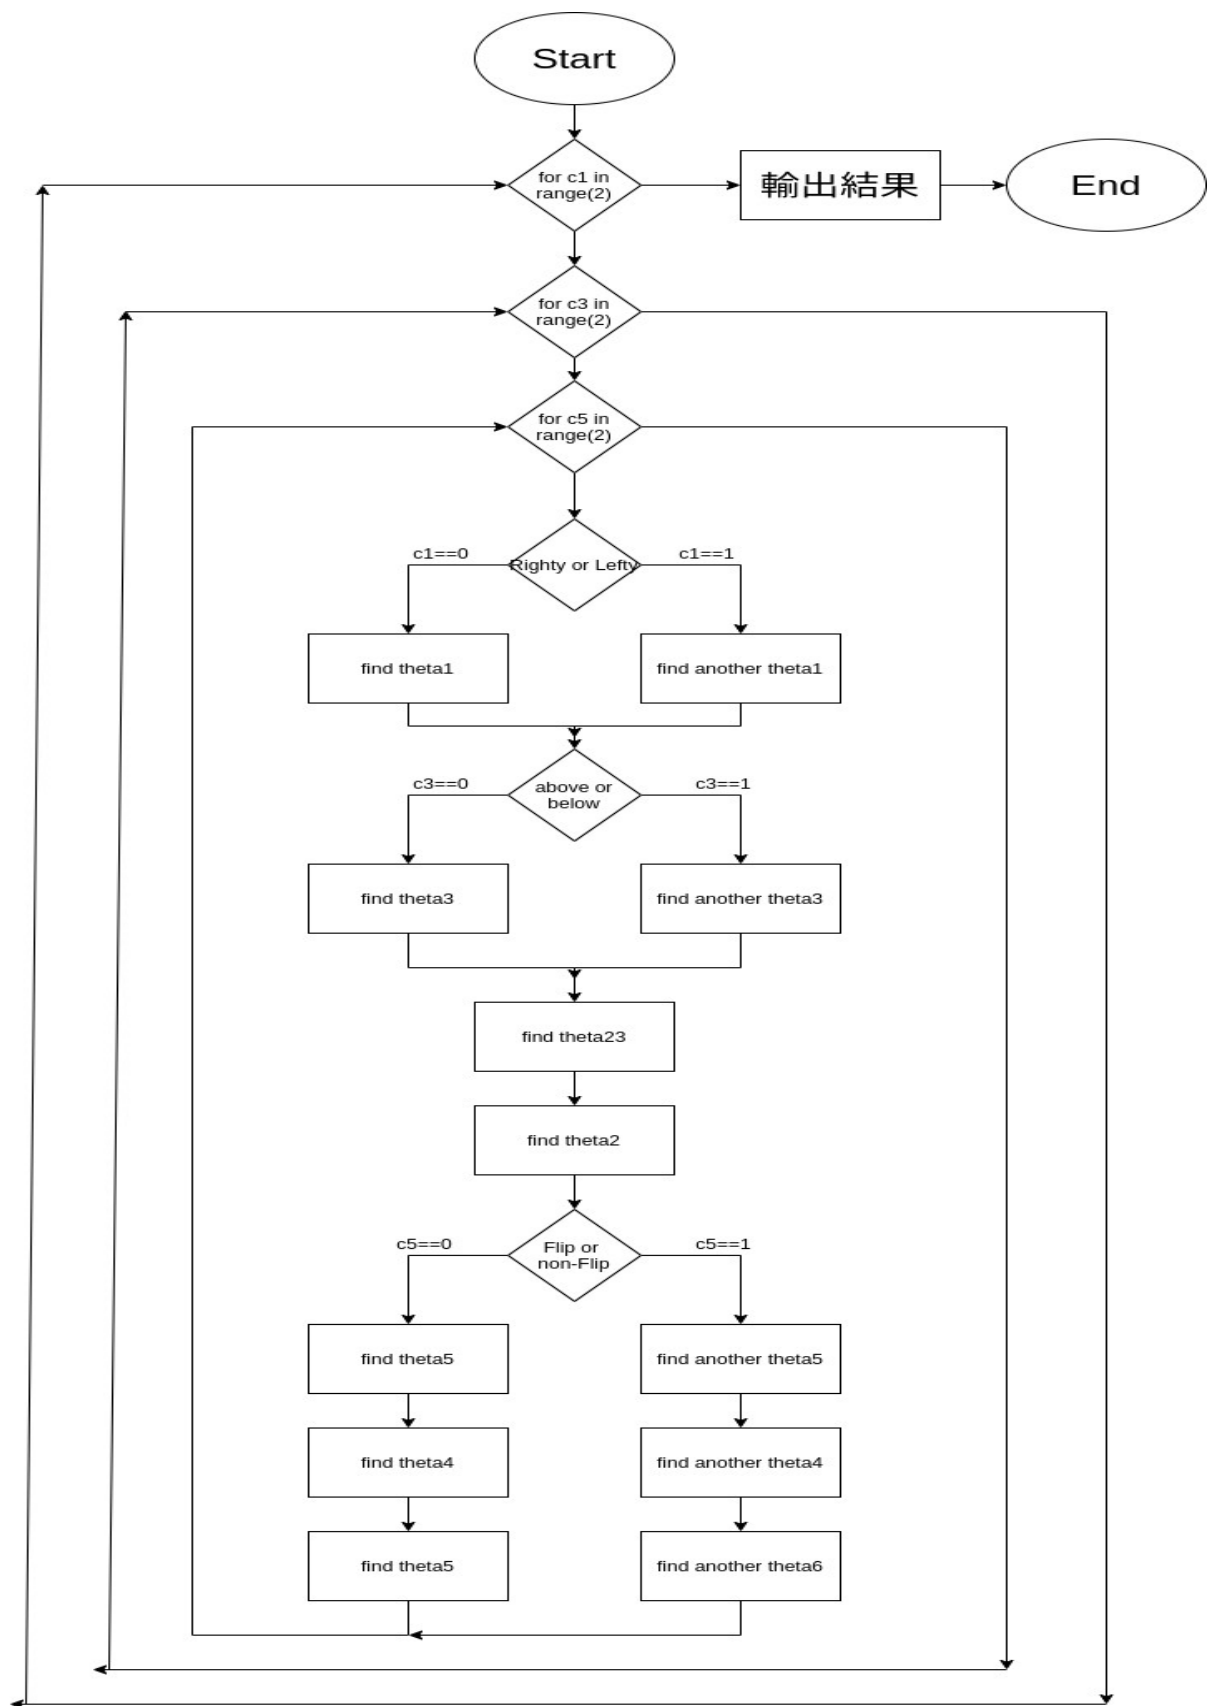 Start
for c1 in
range(2)
輸出結果
End
for c3 in
range(2)
for c5 in
range(2)
c1==0
Righty or Lefty
c1==1
find theta1
find another theta1
c3==0
above or
below
c3==1
find theta3
find another theta3
find theta23
find theta2
c5==0
Flip or
non-Flip
c5==1
find theta5
find another theta5
find theta4
find another theta4
find theta5
find another theta6